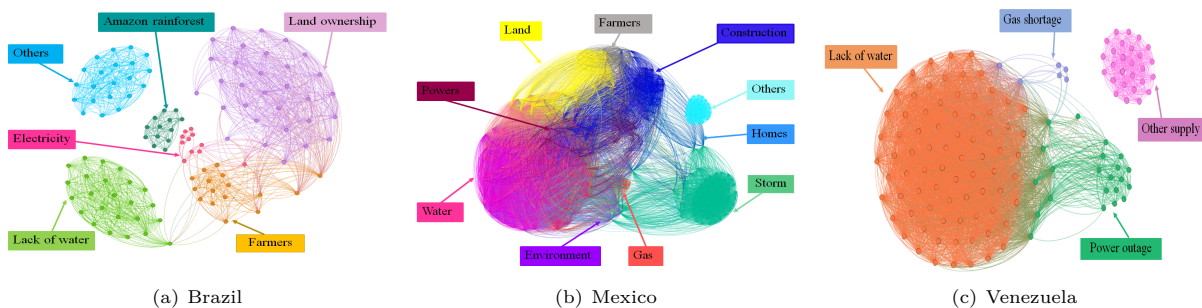 Amazon rainforest
Land ownership
Others
Electricity
Lack of water
Farmers
(a) Brazil
Farmers
Land
Construction
Powers
Others
Homes
Storm
Water
Environment
Gas
(b) Mexico
Gas shortage
Lack of water
Other supply
Power outage
(c) Venezuela